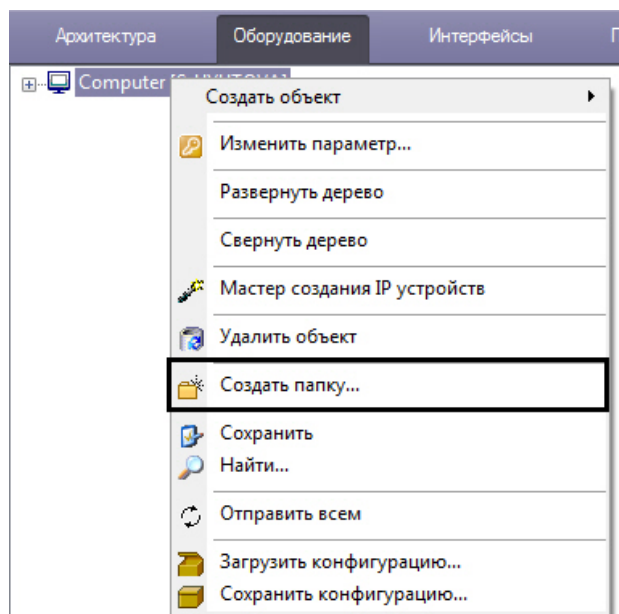 Архитектура Оборудование Интерфейсы
Computer
Создать объект
Изменить параметр...
Развернуть дерево
Свернуть дерево
Мастер создания IP устройств
Удалить объект
Создать папку...
Сохранить
Найти...
Отправить всем
Загрузить конфигурацию...
Сохранить конфигурацию...